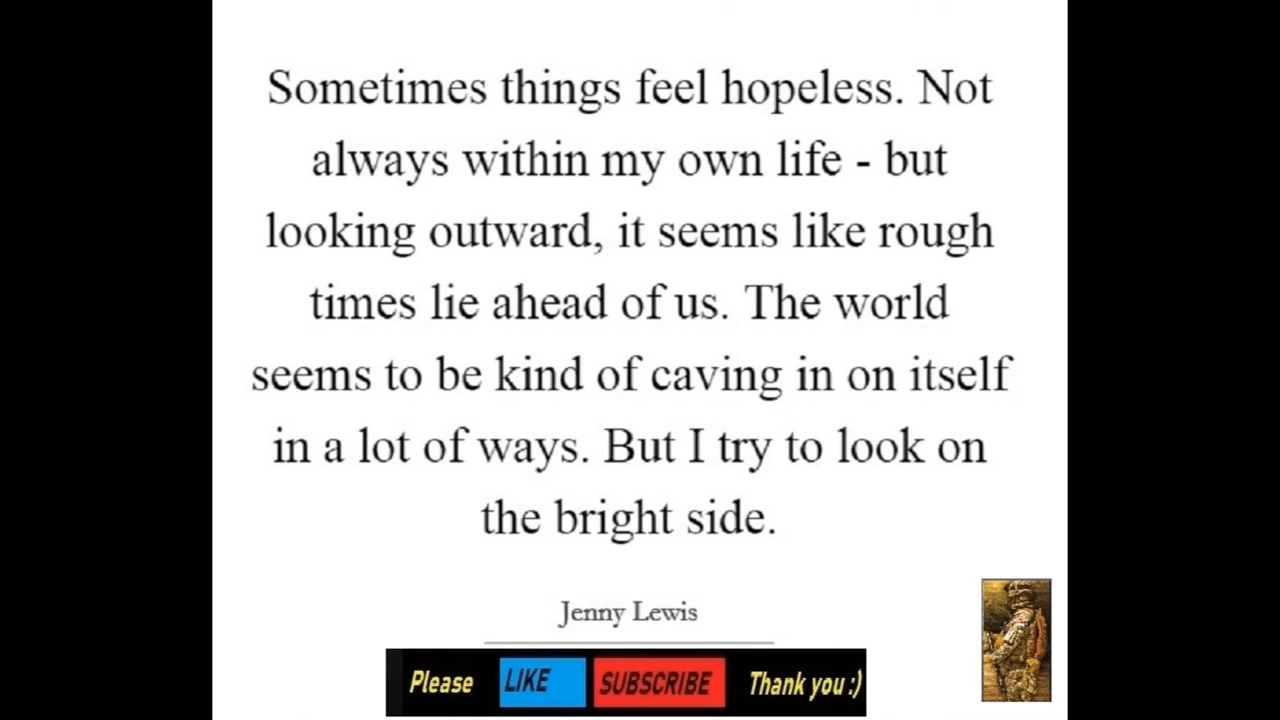 Sometimes things feel hopeless. Not
always within my own life - but
looking outward, it seems like rough
times lie ahead of us. The world
seems to be kind of caving in on itself
in a lot of ways. But I try to look on
the bright side.
Jenny Lewis
Please LIKE SUBSCRIBE Thank you :)